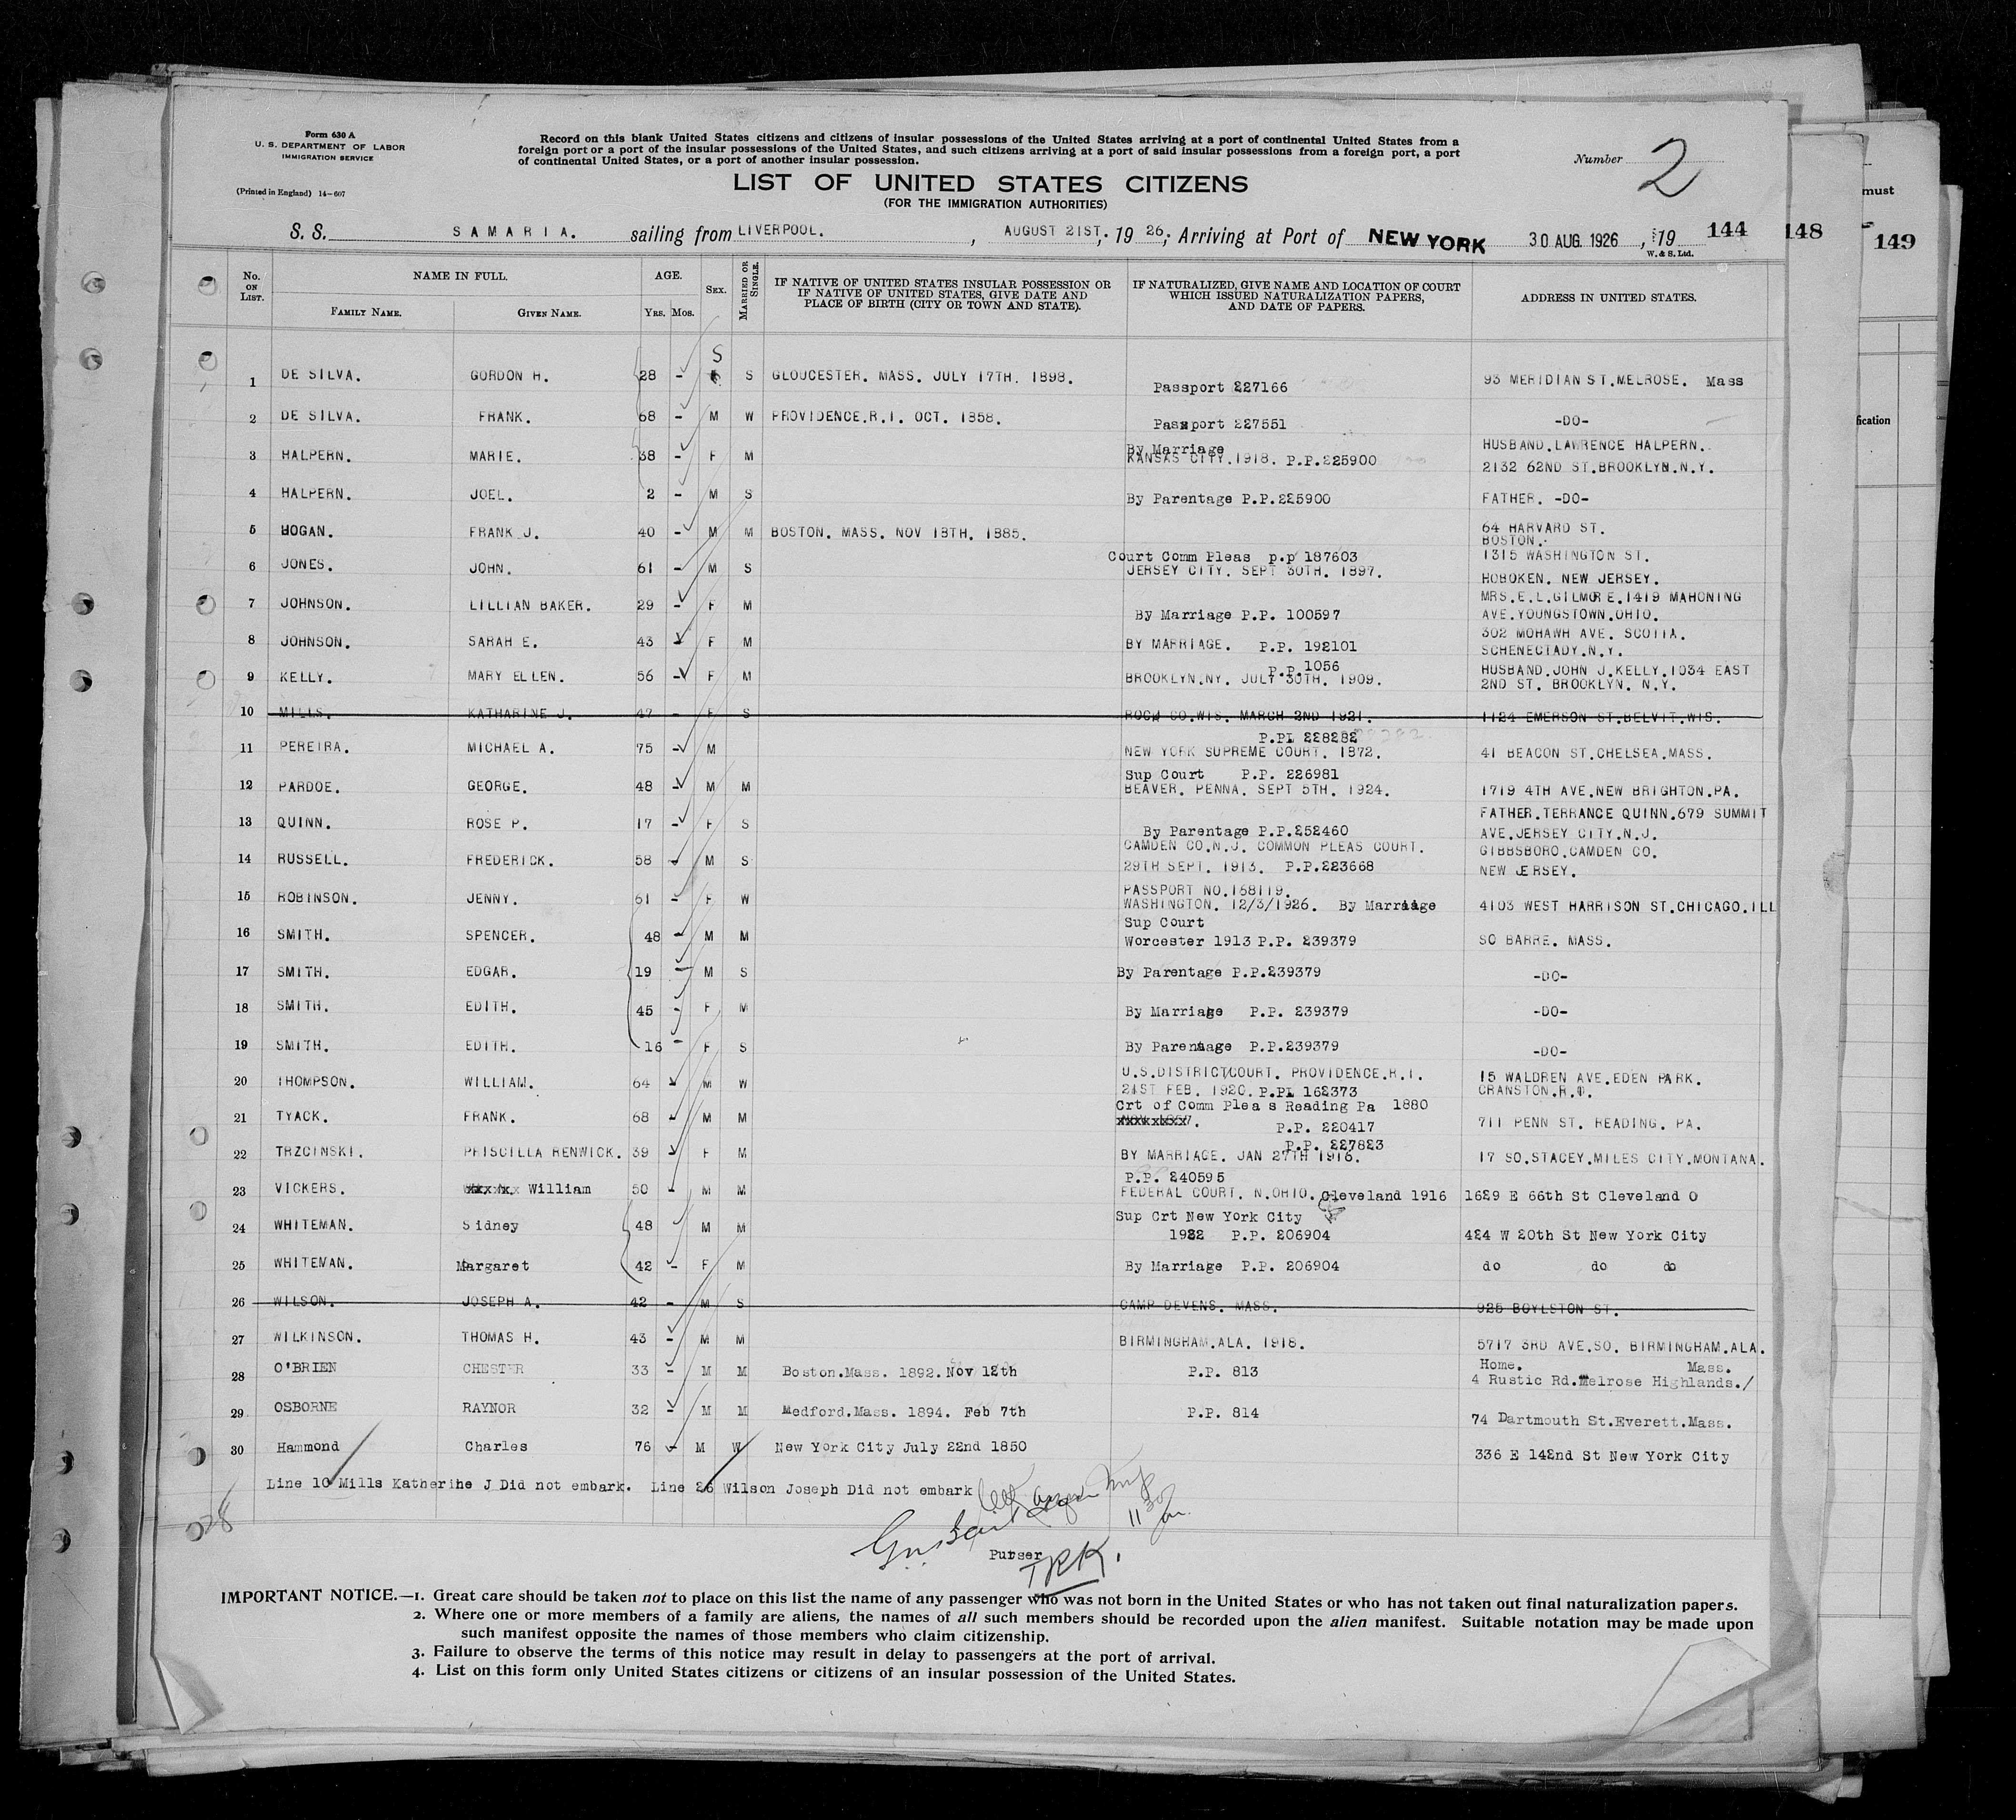 Form 630 A
U. S. DEPARTMENT OF LABOR
IMMIGRATION SERVICE
(Printed in England) 14—607
Record on this blank United States citizens and citizens of insular possessions of the United States arriving at a port of continental United States from a
foreign port or a port of the insular possessions of the United States, and such citizens arriving at a port of said insular possessions from a foreign port, a port
of continental United States, or a port of another insular possession.
Number 2
LIST OF UNITED STATES CITIZENS
(FOR THE IMMIGRATION AUTHORITIES)
S. S. SAMARIA. sailing from LIVERPOOL. , AUGUST 21ST, 19 26, Arriving at Port of NEW YORK 30 AUG. 1926 , 19 144 148 149
W. & S. Ltd.
must
fication
No. ON LIST. NAME IN FULL. AGE. SEX. MARRIED OR SINGLE. IF NATIVE OF UNITED STATES INSULAR POSSESSION OR IF NATIVE OF UNITED STATES, GIVE DATE AND PLACE OF BIRTH (CITY OR TOWN AND STATE). IF NATURALIZED, GIVE NAME AND LOCATION OF COURT WHICH ISSUED NATURALIZATION PAPERS, AND DATE OF PAPERS. ADDRESS IN UNITED STATES.
FAMILY NAME. GIVEN NAME. YRS. MOS.
S
1 DE SILVA. GORDON H. 28 - S GLOUCESTER. MASS. JULY 17TH. 1898. Passport 227166 93 MERIDIAN ST.MELROSE. Mass
2 DE SILVA. FRANK. 68 - M W PROVIDENCE.R.I. OCT. 1858. Passport 227551 -DO-
3 HALPERN. MARIE. 38 - F M By Marriage KANSAS CITY.1918. P.P.225900 HUSBAND.LAWRENCE HALPERN. 2132 62ND ST.BROOKLYN.N.Y.
4 HALPERN. JOEL. 2 - M S By Parentage P.P.225900 FATHER. -DO-
5 HOGAN. FRANK J. 40 - M M BOSTON. MASS. NOV 13TH. 1885. 64 HARVARD ST. BOSTON.
6 JONES. JOHN. 61 - M S Court Comm Pleas p.p 187603 JERSEY CITY. SEPT 30TH. 1897. 1315 WASHINGTON ST. HOBOKEN. NEW JERSEY.
7 JOHNSON. LILLIAN BAKER. 29 - F M By Marriage P.P. 100597 MRS.E.L.GILMORE.1419 MAHONING AVE.YOUNGSTOWN.OHIO.
8 JOHNSON. SARAH E. 43 - F M BY MARRIAGE. P.P. 192101 302 MOHAWH AVE. SCOTIA. SCHENECTADY.N.Y.
9 KELLY. MARY ELLEN. 56 - F M P.P.1056 BROOKLYN.NY. JULY 30TH. 1909. HUSBAND.JOHN J.KELLY.1034 EAST 2ND ST. BROOKLYN. N.Y.
10 MILLS. KATHARINE J. 47 - F S ROCW CO.WIS. MARCH 2ND 1921. 1124 EMERSON ST.BELVIT.WIS.
11 PEREIRA. MICHAEL A. 75 - M P.PL 228282 NEW YORK SUPREME COURT. 1872. 41 BEACON ST.CHELSEA.MASS.
12 PARDOE. GEORGE. 48 - M M Sup Court P.P. 226981 BEAVER. PENNA. SEPT 5TH. 1924. 1719 4TH AVE.NEW BRIGHTON.PA.
13 QUINN. ROSE P. 17 - F S By Parentage P.P.252460 FATHER.TERRANCE QUINN.679 SUMMIT AVE.JERSEY CITY.N.J.
14 RUSSELL. FREDERICK. 58 - M S CAMDEN CO.N.J. COMMON PLEAS COURT. 29TH SEPT. 1913. P.P.223668 GIBBSBORO.CAMDEN CO. NEW JERSEY.
15 ROBINSON. JENNY. 61 - F W PASSPORT NO.158119. WASHINGTON. 12/3/1926. By Marriage 4103 WEST HARRISON ST.CHICAGO.ILL
16 SMITH. SPENCER. 48 - M M Sup Court Worcester 1913 P.P. 239379 SO BARRE. MASS.
17 SMITH. EDGAR. 19 - M S By Parentage P.P.239379 -DO-
18 SMITH. EDITH. 45 - F M By Marriage P.P. 239379 -DO-
19 SMITH. EDITH. 16 - F S By Parentage P.P.239379 -DO-
20 THOMPSON. WILLIAM. 64 - M W U.S.DISTRICT COURT. PROVIDENCE.R.I. 21ST FEB. 1920. P.PL 162373 15 WALDREN AVE.EDEN PARK. CRANSTON.R.I.
21 TYACK. FRANK. 68 - M M Crt of Comm Pleas Reading Pa 1880 P.P. 220417 711 PENN ST. READING. PA.
22 TRZCINSKI. PRISCILLA RENWICK. 39 - F M P.P. 227823 BY MARRIAGE. JAN 27TH 1916. 17 SO.STACEY.MILES CITY.MONTANA.
23 VICKERS. William 50 - M M P.P. 240595 FEDERAL COURT. N.OHIO. Cleveland 1916 1629 E 66th St Cleveland O
24 WHITEMAN. Sidney 48 M M Sup Crt New York City 1922 P.P. 206904 424 W 20th St New York City
25 WHITEMAN. Margaret 42 - F M By Marriage P.P. 206904 do do do
26 WILSON. JOSEPH A. 42 - M S CAMP DEVENS. MASS. 925 BOYLSTON ST.
27 WILKINSON. THOMAS H. 43 - M M BIRMINGHAM.ALA. 1918. 5717 3RD AVE.SO. BIRMINGHAM.ALA.
28 O'BRIEN CHESTER 33 - M M Boston.Mass. 1892. Nov 12th P.P. 813 Home. Mass. 4 Rustic Rd.Melrose Highlands./
29 OSBORNE RAYNOR 32 - M M Medford.Mass. 1894. Feb 7th P.P. 814 74 Dartmouth St.Everett.Mass.
30 Hammond Charles 76 - M W New York City July 22nd 1850 336 E 142nd St New York City
Line 10 Mills Katherine J Did not embark. Line 26 Wilson Joseph Did not embark
28
11 30
Purser
TRK.
IMPORTANT NOTICE.—1. Great care should be taken not to place on this list the name of any passenger who was not born in the United States or who has not taken out final naturalization papers.
2. Where one or more members of a family are aliens, the names of all such members should be recorded upon the alien manifest. Suitable notation may be made upon
such manifest opposite the names of those members who claim citizenship.
3. Failure to observe the terms of this notice may result in delay to passengers at the port of arrival.
4. List on this form only United States citizens or citizens of an insular possession of the United States.